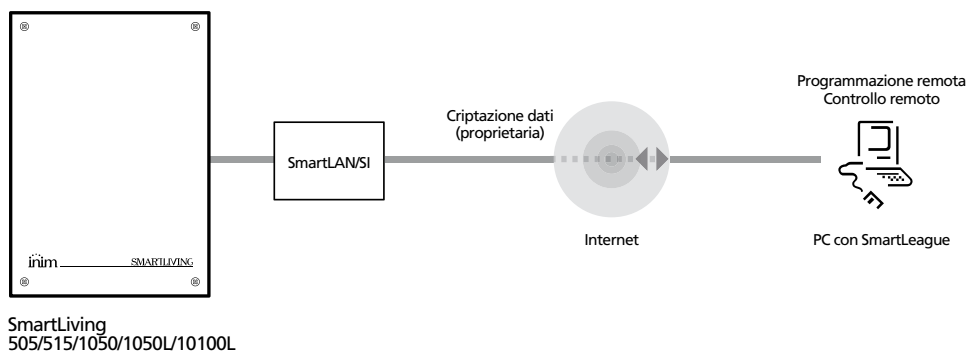 Programmazione remota
Controllo remoto
Criptazione dati
(proprietaria)
SmartLAN/SI
Internet
PC con SmartLeague
inim
SMARTLIVING
SmartLiving
505/515/1050/1050L/10100L